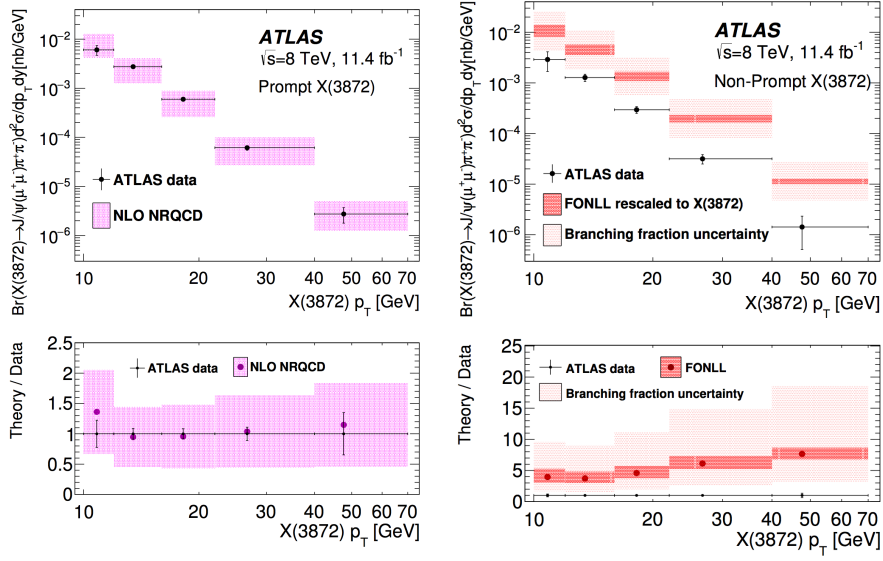 Br(X(3872)→J/ψ(μ⁺μ⁻)π⁺π⁻)d²σ/dp_T dy[nb/GeV]
10⁻²
10⁻³
10⁻⁴
10⁻⁵
10⁻⁶
ATLAS
√s=8 TeV, 11.4 fb⁻¹
Prompt X(3872)
ATLAS data
NLO NRQCD
10 20 30 40 50 60 70
X(3872) p_T [GeV]
Br(X(3872)→J/ψ(μ⁺μ⁻)π⁺π⁻)d²σ/dp_T dy[nb/GeV]
10⁻²
10⁻³
10⁻⁴
10⁻⁵
10⁻⁶
ATLAS
√s=8 TeV, 11.4 fb⁻¹
Non-Prompt X(3872)
ATLAS data
FONLL rescaled to X(3872)
Branching fraction uncertainty
10 20 30 40 50 60 70
X(3872) p_T [GeV]
Theory / Data
2.5
2
1.5
1
0.5
0
ATLAS data NLO NRQCD
10 20 30 40 50 60 70
X(3872) p_T [GeV]
Theory / Data
25
20
15
10
5
0
ATLAS data FONLL
Branching fraction uncertainty
10 20 30 40 50 60 70
X(3872) p_T [GeV]